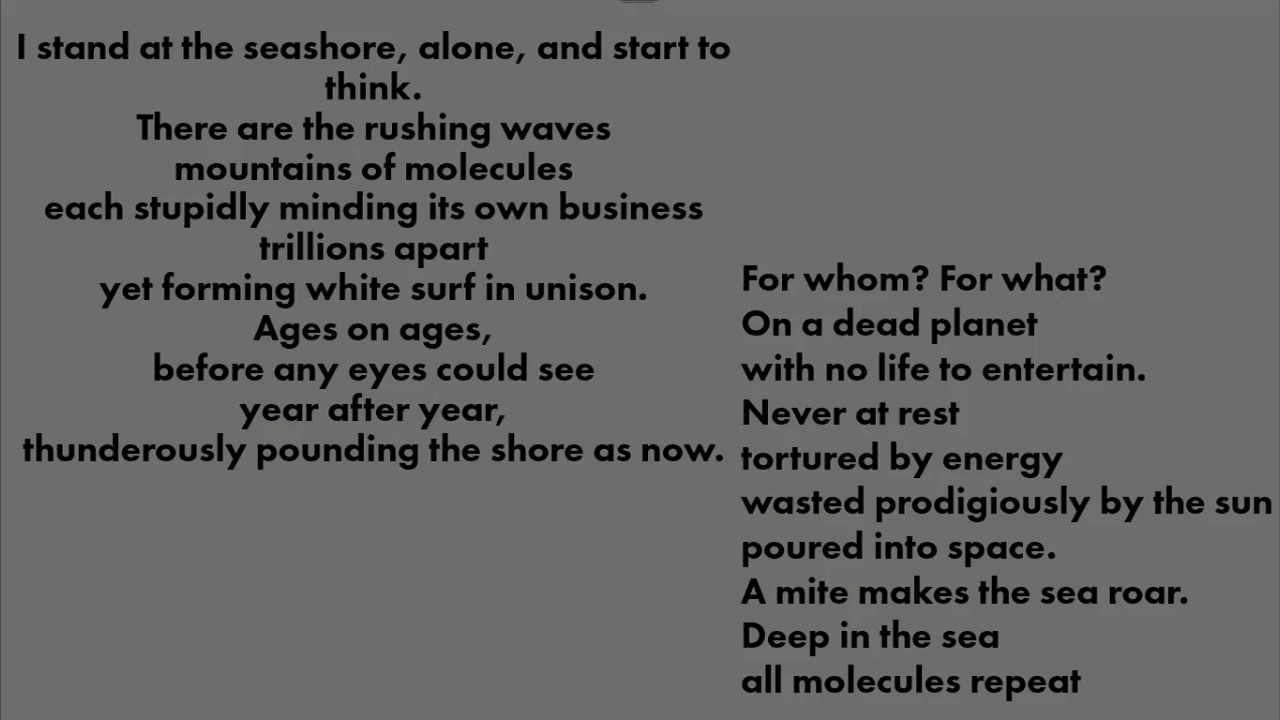 I stand at the seashore, alone, and start to
think.
There are the rushing waves
mountains of molecules
each stupidly minding its own business
trillions apart
yet forming white surf in unison.
Ages on ages,
before any eyes could see
year after year,
thunderously pounding the shore as now.
For whom? For what?
On a dead planet
with no life to entertain.
Never at rest
tortured by energy
wasted prodigiously by the sun
poured into space.
A mite makes the sea roar.
Deep in the sea
all molecules repeat